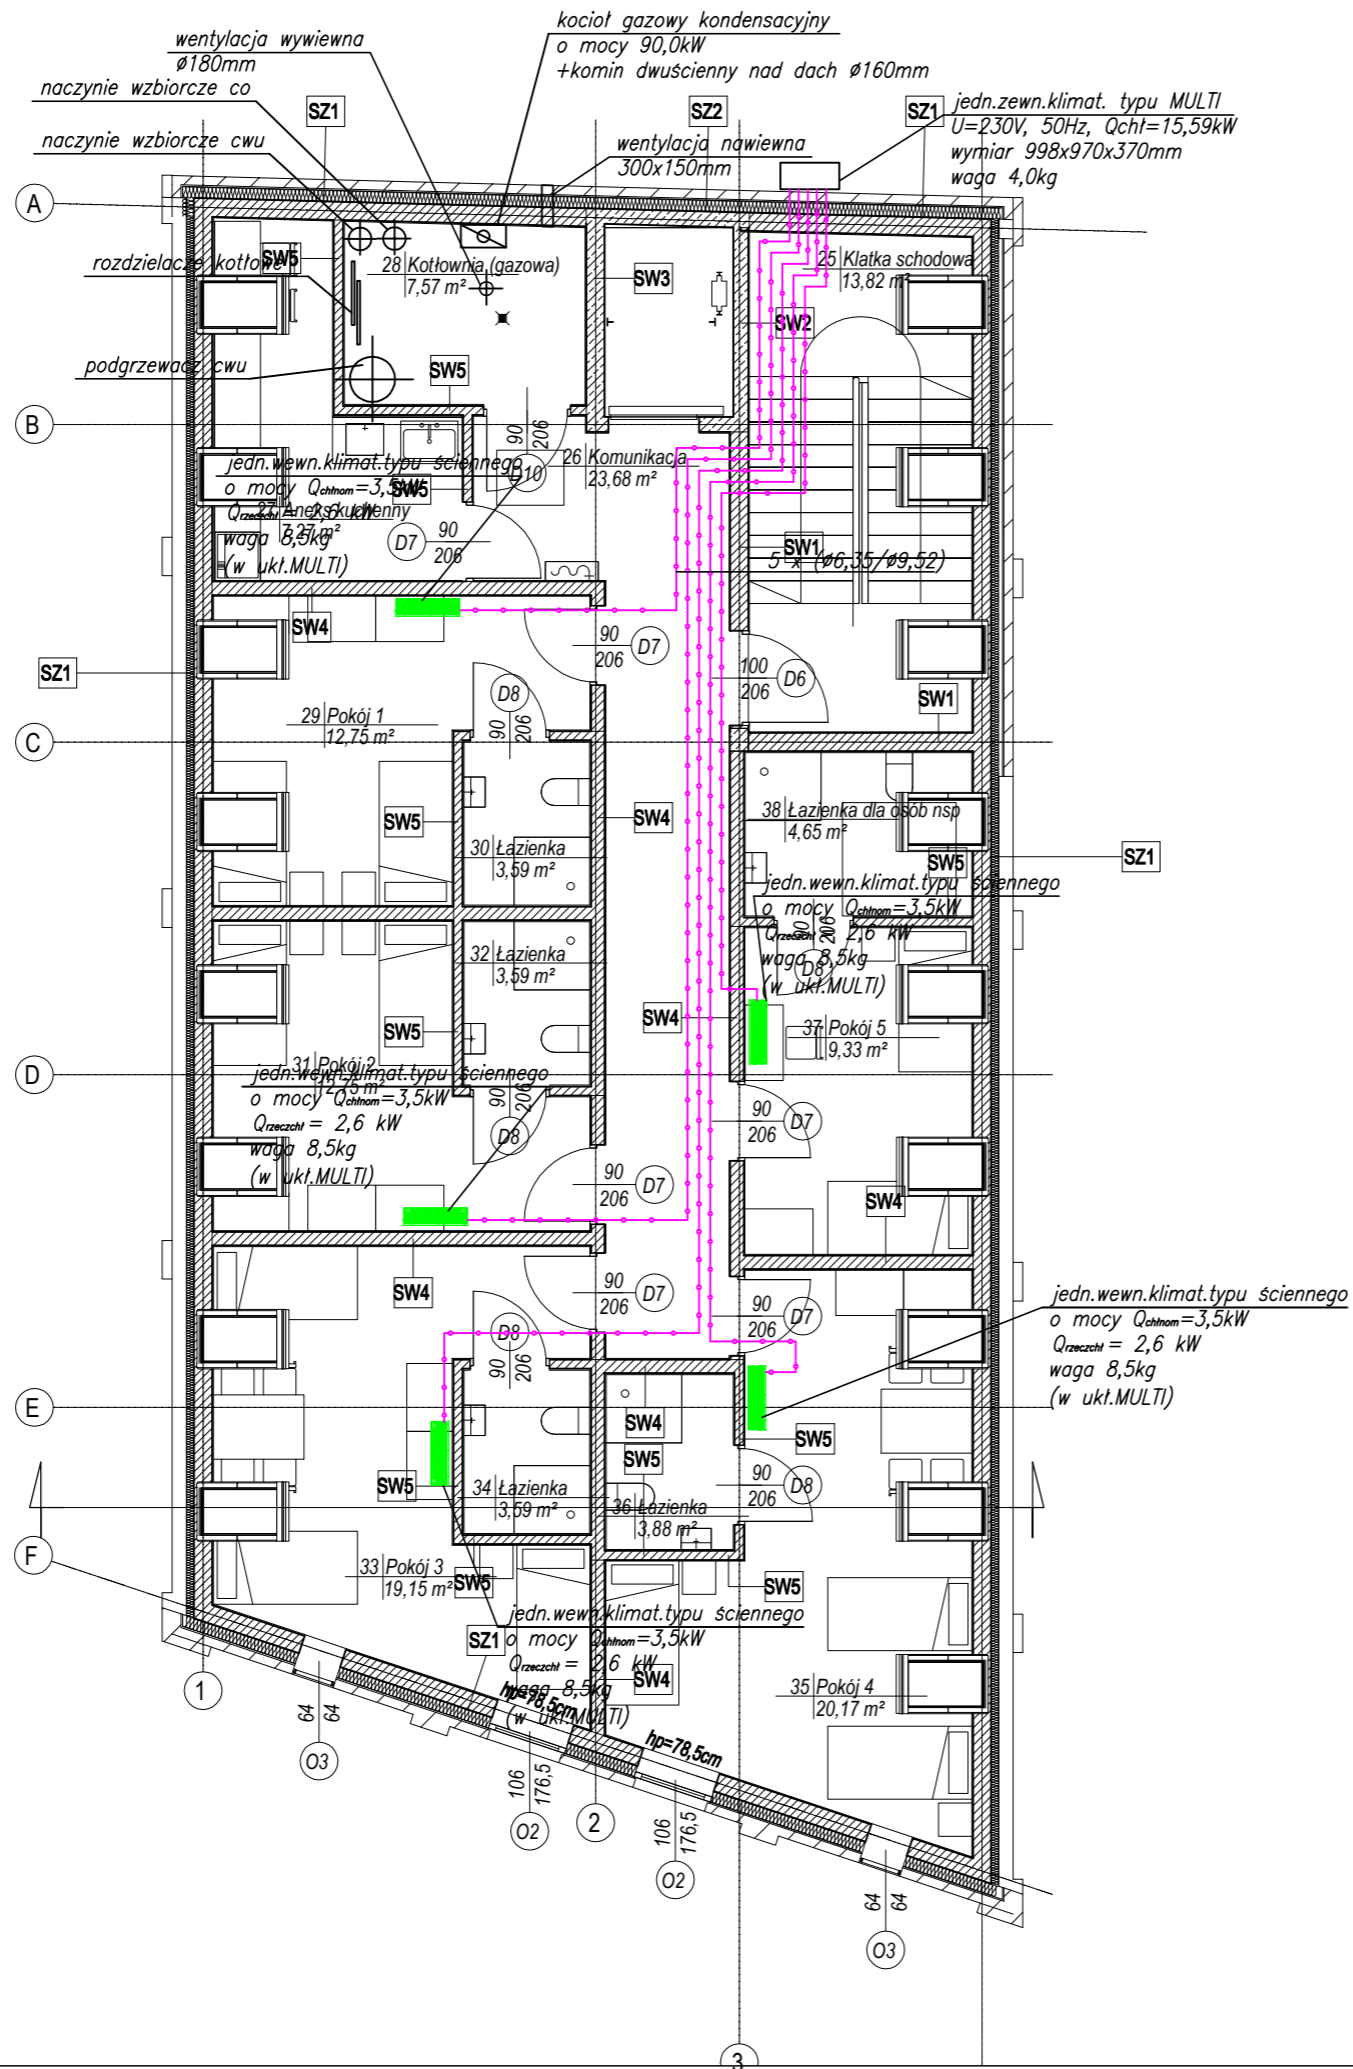 kocioł gazowy kondensacyjny
o mocy 90,0kW
+komin dwuścienny nad dach ø160mm
wentylacja wywiewna
ø180mm
naczynie wzbiorcze co
naczynie wzbiorcze cwu
SZ1
SZ2
SZ1
jedn.zewn.klimat. typu MULTI
U=230V, 50Hz, Qchł=15,59kW
wymiar 998x970x370mm
waga 4,0kg
wentylacja nawiewna
300x150mm
A
rozdzielacze kotłowe
SW5
28 Kotłownia (gazowa)
7,57 m²
SW3
25 Klatka schodowa
13,82 m²
SW2
podgrzewacz cwu
SW5
B
90
206
D10
26 Komunikacja
23,68 m²
jedn.wewn.klimat.typu ściennego
o mocy Qchłnom=3,5kW
SW5
Qrzeczchł = 2,6 kW
27 Aneks kuchenny
7,27 m²
waga 8,5kg
(w ukł.MULTI)
D7
90
206
SW1
5 x (ø6,35/ø9,52)
SW4
90
206
D7
SZ1
D8
90
206
100
206
D6
SW1
29 Pokój 1
12,75 m²
C
SW5
SW4
38 Łazienka dla osób nsp
4,65 m²
30 Łazienka
3,59 m²
SW5
SZ1
jedn.wewn.klimat.typu ściennego
o mocy Qchłnom=3,5kW
Qrzeczchł = 2,6 kW
waga 8,5kg
(w ukł.MULTI)
90
206
D8
32 Łazienka
3,59 m²
SW5
SW4
37 Pokój 5
9,33 m²
D
31 Pokój 2
12,75 m²
jedn.wewn.klimat.typu ściennego
o mocy Qchłnom=3,5kW
Qrzeczchł = 2,6 kW
waga 8,5kg
(w ukł.MULTI)
90
206
D8
90
206
D7
90
206
D7
SW4
SW4
90
206
D7
D8
90
206
90
206
D7
jedn.wewn.klimat.typu ściennego
o mocy Qchłnom=3,5kW
Qrzeczchł = 2,6 kW
waga 8,5kg
(w ukł.MULTI)
E
SW4
SW5
SW5
SW5
34 Łazienka
3,59 m²
90
206
D8
36 Łazienka
3,88 m²
F
33 Pokój 3
19,15 m²
SW5
SW5
jedn.wewn.klimat.typu ściennego
o mocy Qchłnom=3,5kW
Qrzeczchł = 2,6 kW
waga 8,5kg
(w ukł.MULTI)
SZ1
SW4
35 Pokój 4
20,17 m²
hp=78,5cm
hp=78,5cm
1
64
64
O3
106
176,5
O2
2
106
176,5
O2
64
64
O3
3